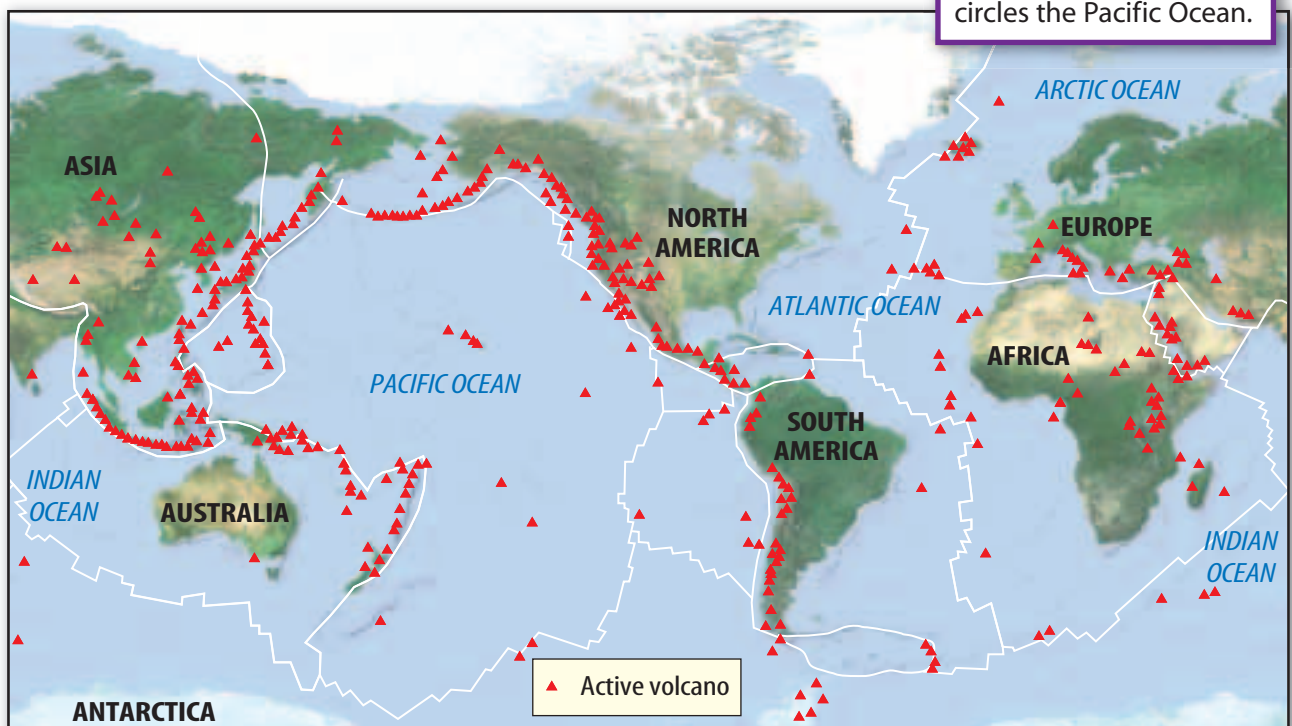 circles the Pacific Ocean.
ARCTIC OCEAN
ASIA
NORTH
AMERICA
EUROPE
ATLANTIC OCEAN
AFRICA
PACIFIC OCEAN
SOUTH
AMERICA
INDIAN
OCEAN
AUSTRALIA
INDIAN
OCEAN
Active volcano
ANTARCTICA